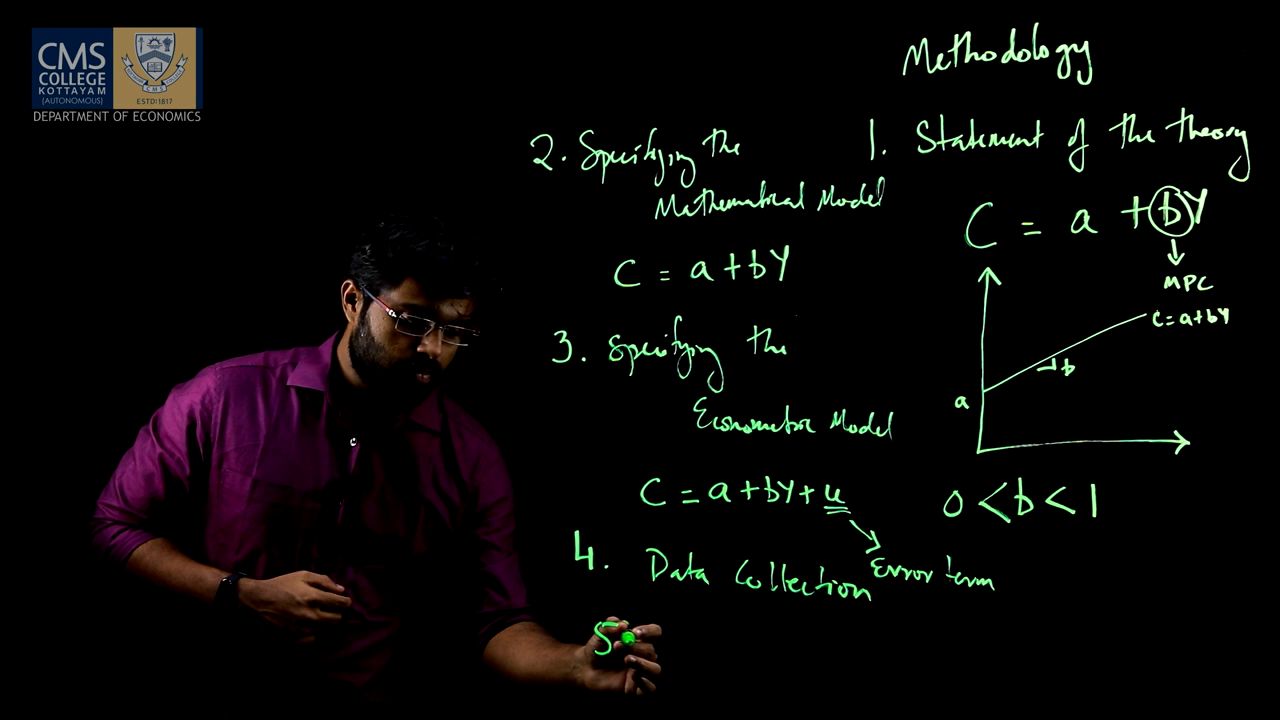 CMS
COLLEGE
KOTTAYAM
(AUTONOMOUS)
ESTD:1817
DEPARTMENT OF ECONOMICS
Methodology
1. Statement of the theory
C = a + bY
MPC
C=a+bY
b
a
0 < b < 1
2. Specifying the
Mathematical Model
C = a + bY
3. Specifying the
Econometric Model
C = a + bY + u
Error term
4. Data Collection
5